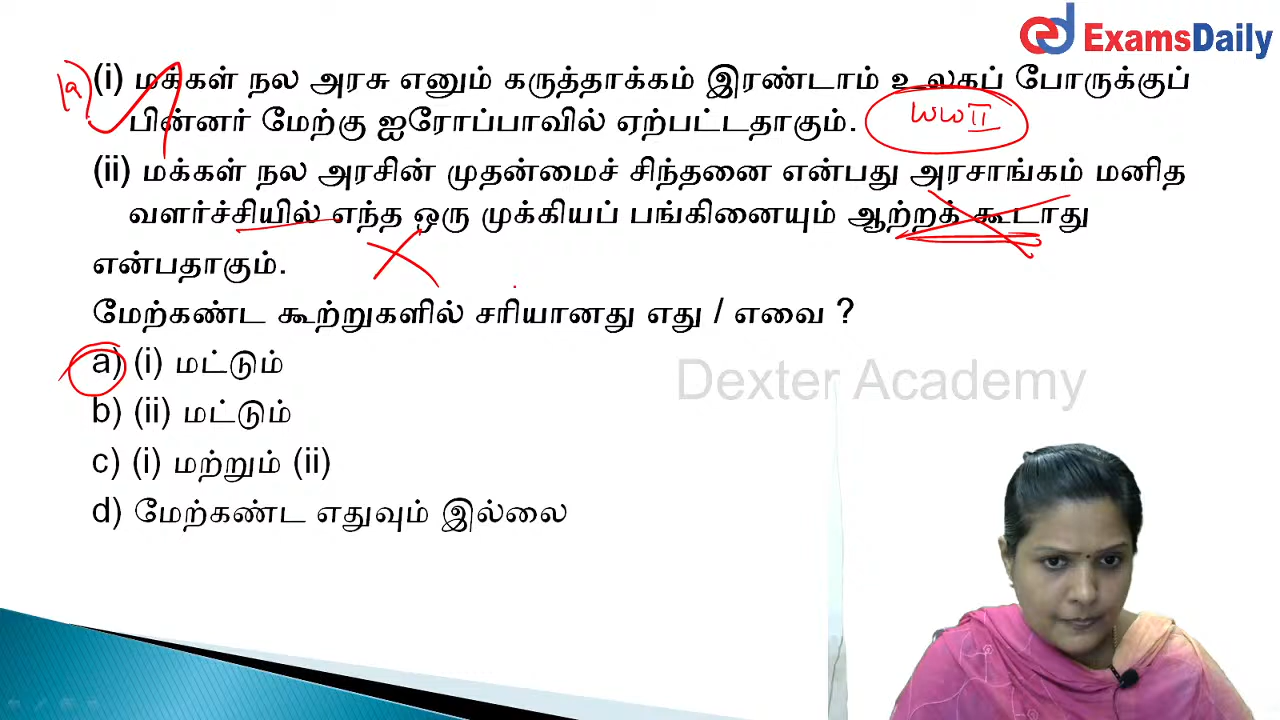 ExamsDaily
a)
(i) மக்கள் நல அரசு எனும் கருத்தாக்கம் இரண்டாம் உலகப் போருக்குப்
பின்னர் மேற்கு ஐரோப்பாவில் ஏற்பட்டதாகும்.
WW II
(ii) மக்கள் நல அரசின் முதன்மைச் சிந்தனை என்பது அரசாங்கம் மனித
வளர்ச்சியில் எந்த ஒரு முக்கியப் பங்கினையும் ஆற்றக் கூடாது
என்பதாகும்.
மேற்கண்ட கூற்றுகளில் சரியானது எது / எவை ?
a) (i) மட்டும்
Dexter Academy
b) (ii) மட்டும்
c) (i) மற்றும் (ii)
d) மேற்கண்ட எதுவும் இல்லை